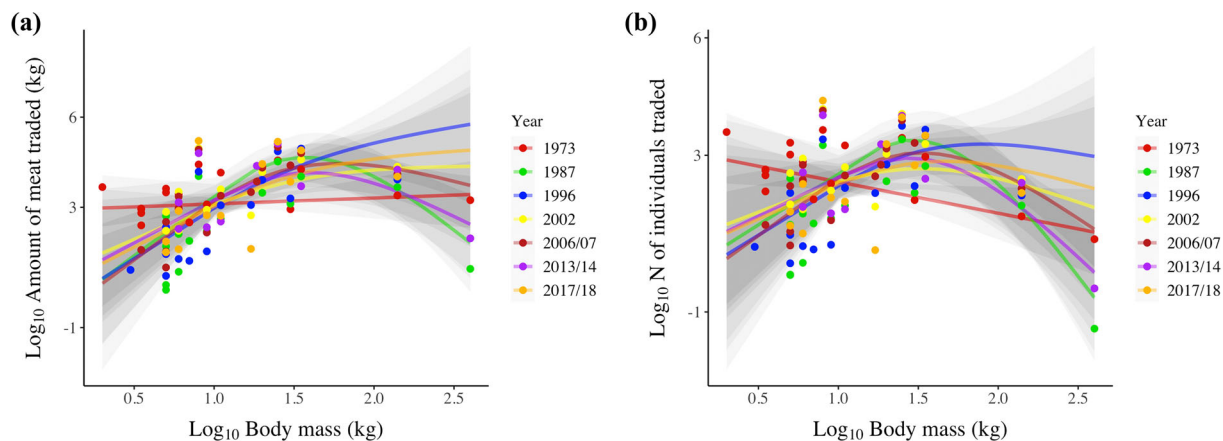 (a)
Log₁₀ Amount of meat traded (kg)
6
3
-1
0.5 1.0 1.5 2.0 2.5
Log₁₀ Body mass (kg)
Year
1973
1987
1996
2002
2006/07
2013/14
2017/18
(b)
Log₁₀ N of individuals traded
6
3
-1
0.5 1.0 1.5 2.0 2.5
Log₁₀ Body mass (kg)
Year
1973
1987
1996
2002
2006/07
2013/14
2017/18